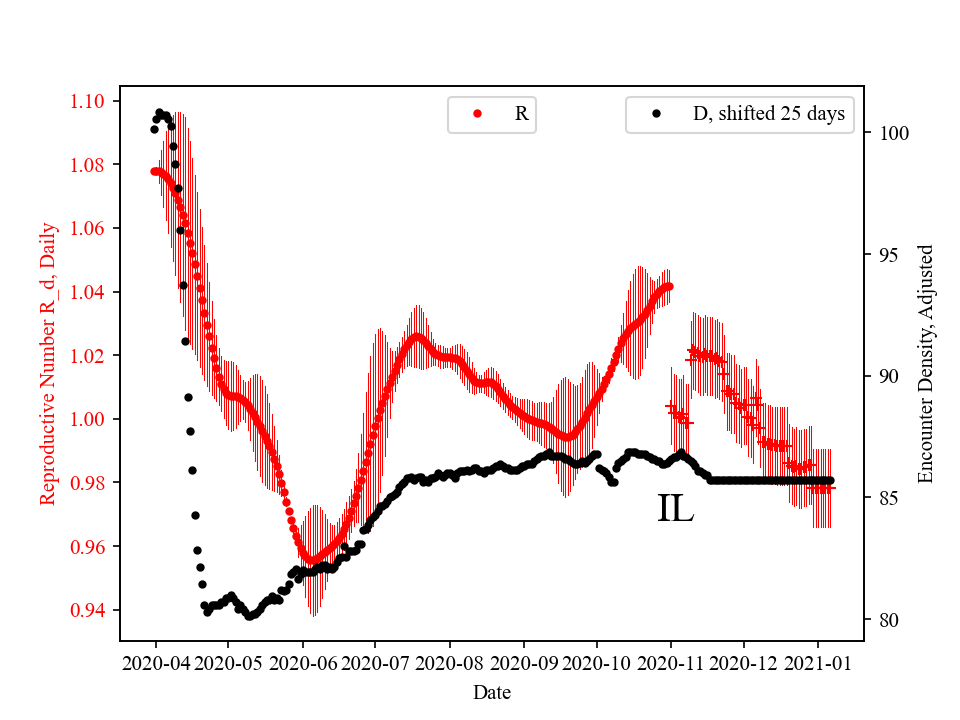 R
D, shifted 25 days
Reproductive Number R_d, Daily
1.10
1.08
1.06
1.04
1.02
1.00
0.98
0.96
0.94
100
95
90
85
80
Encounter Density, Adjusted
IL
2020-04 2020-05 2020-06 2020-07 2020-08 2020-09 2020-10 2020-11 2020-12 2021-01
Date